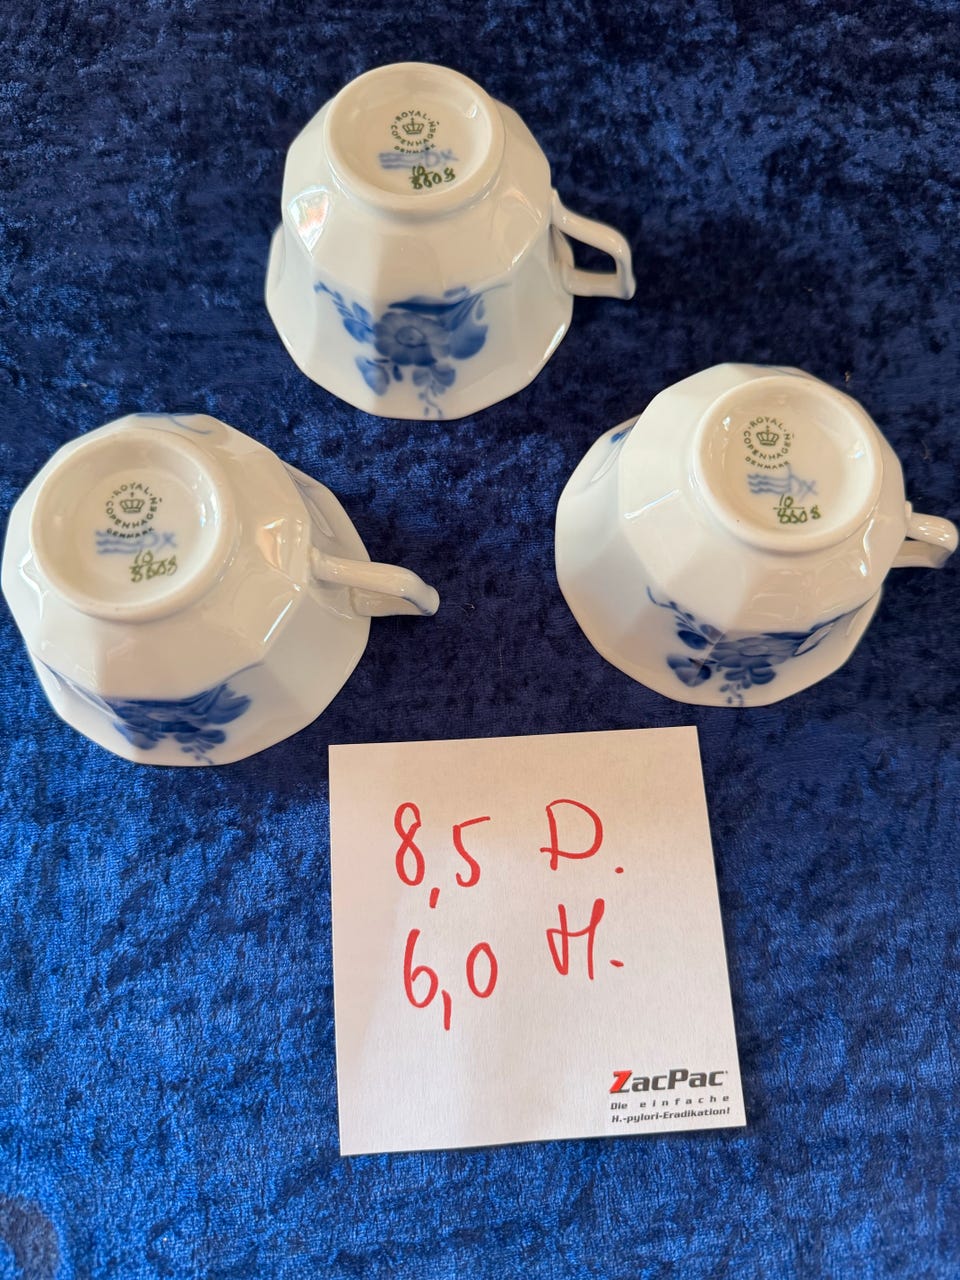 ROYAL
COPENHAGEN
DENMARK
10
8608
ROYAL
COPENHAGEN
DENMARK
10
8608
ROYAL
COPENHAGEN
DENMARK
10
8608
8,5 D.
6,0 H.
ZacPac
Die einfache
H.-pylori-Eradikation!